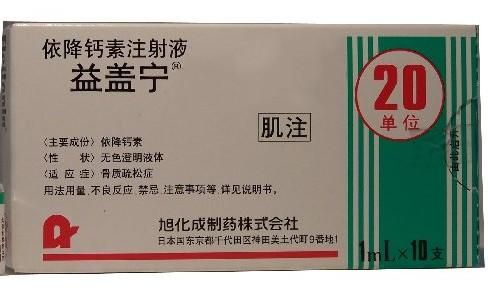 依降钙素注射液
益盖宁®
肌注
20
单位
〈主要成份〉依降钙素
〈性 状〉无色澄明液体
〈适 应 症〉骨质疏松症
用法用量、不良反应、禁忌、注意事项等、详见说明书。
旭化成制药株式会社
日本国东京都千代田区神田美土代町9番地1
1mL×10支
由此启开